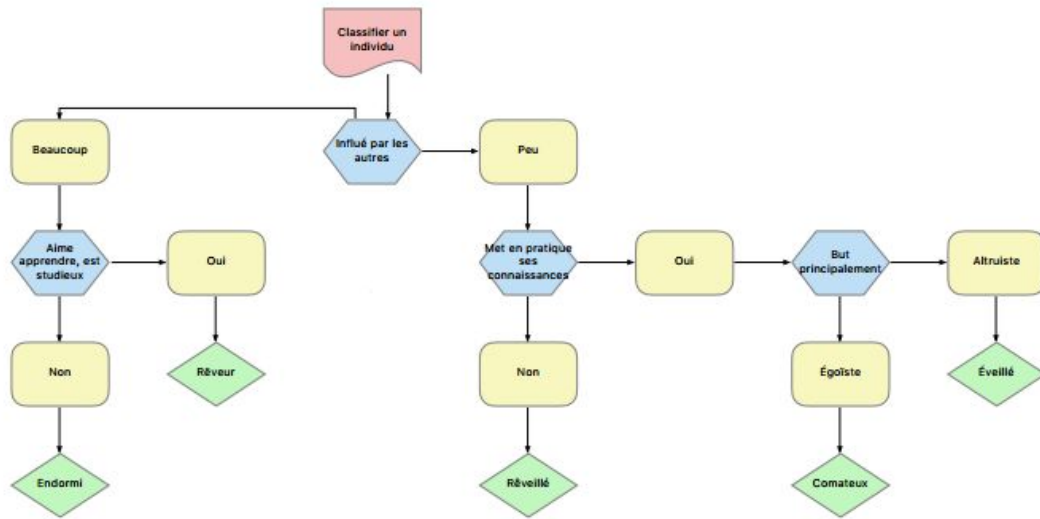 Classifier un
individu
Beaucoup
Influé par les
autres
Peu
Aime
apprendre, est
studieux
Oui
Met en pratique
ses
connaissances
Oui
But
principalement
Altruiste
Non
Rêveur
Non
Égoïste
Éveillé
Endormi
Rêveillé
Comateux